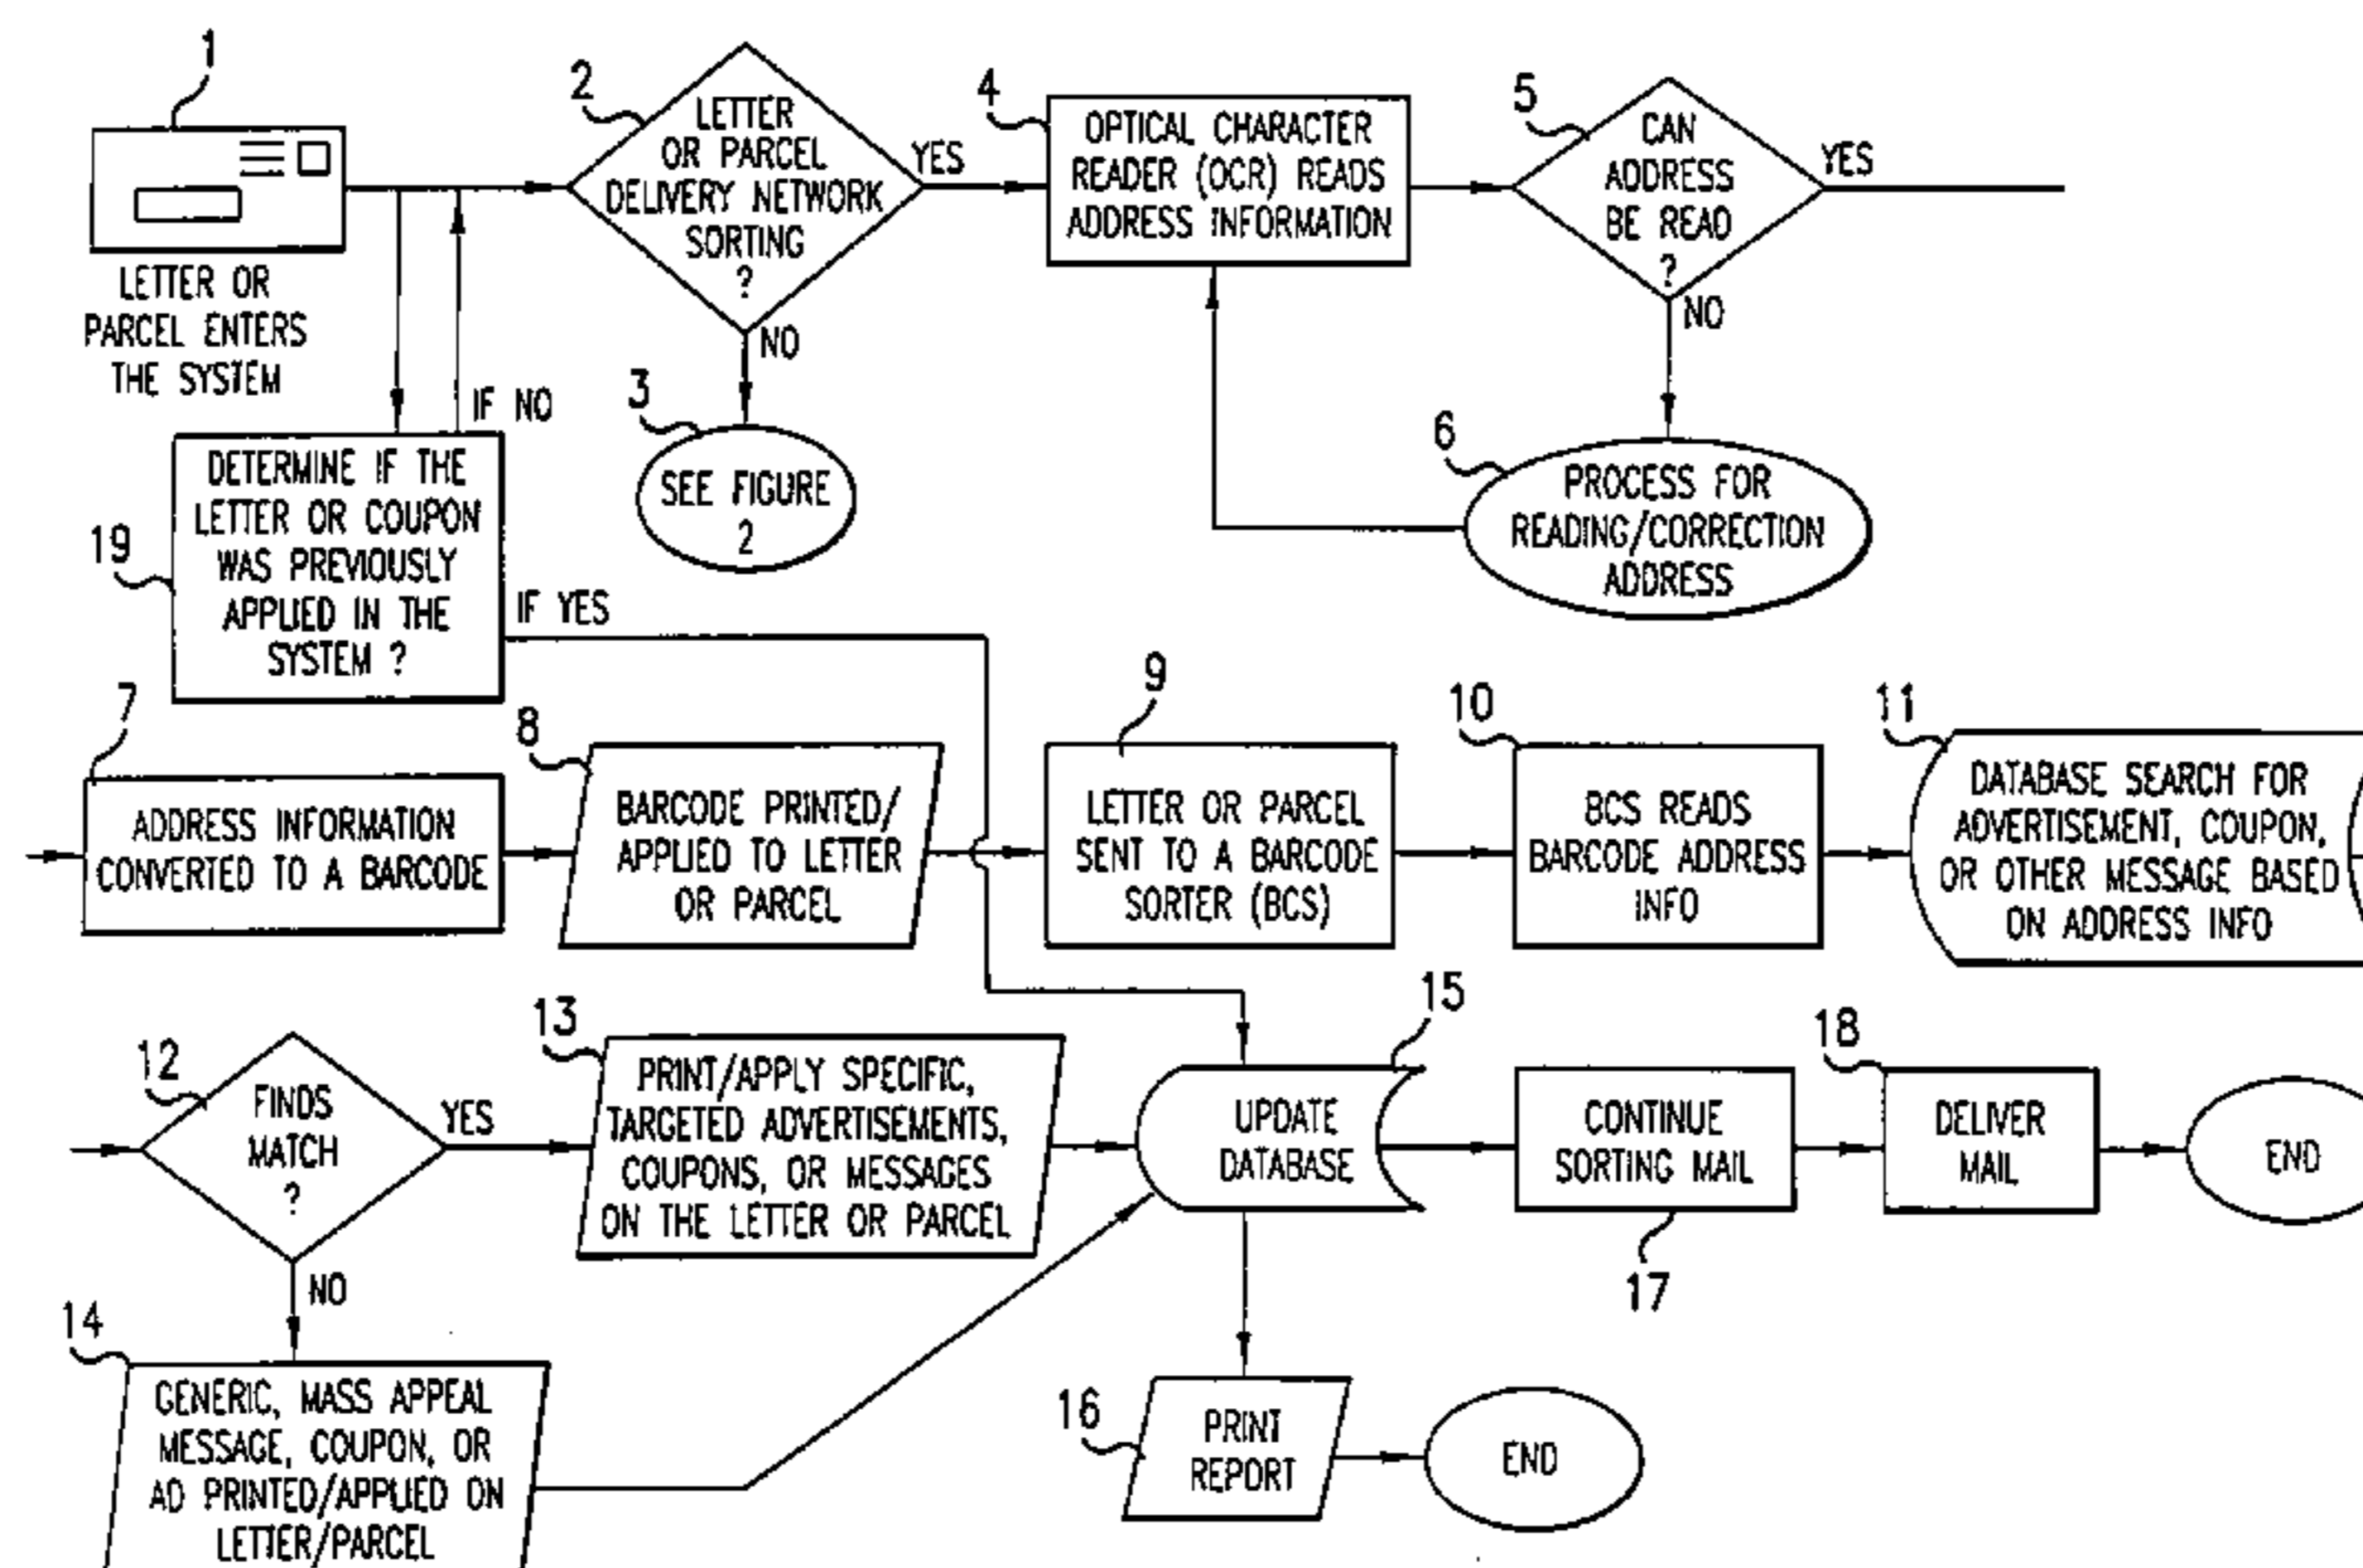 1
LETTER OR
PARCEL ENTERS
THE SYSTEM
2
LETTER
OR PARCEL
DELIVERY NETWORK
SORTING
?
YES
NO
3
SEE FIGURE
2
4
OPTICAL CHARACTER
READER (OCR) READS
ADDRESS INFORMATION
5
CAN
ADDRESS
BE READ
?
YES
NO
6
PROCESS FOR
READING/CORRECTION
ADDRESS
IF NO
19
DETERMINE IF THE
LETTER OR COUPON
WAS PREVIOUSLY
APPLIED IN THE
SYSTEM ?
IF YES
7
ADDRESS INFORMATION
CONVERTED TO A BARCODE
8
BARCODE PRINTED/
APPLIED TO LETTER
OR PARCEL
9
LETTER OR PARCEL
SENT TO A BARCODE
SORTER (BCS)
10
BCS READS
BARCODE ADDRESS
INFO
11
DATABASE SEARCH FOR
ADVERTISEMENT, COUPON,
OR OTHER MESSAGE BASED
ON ADDRESS INFO
12
FINDS
MATCH
?
YES
NO
13
PRINT/APPLY SPECIFIC,
TARGETED ADVERTISEMENTS,
COUPONS, OR MESSAGES
ON THE LETTER OR PARCEL
14
GENERIC, MASS APPEAL
MESSAGE, COUPON, OR
AD PRINTED/APPLIED ON
LETTER/PARCEL
15
UPDATE
DATABASE
16
PRINT
REPORT
END
CONTINUE
SORTING MAIL
17
18
DELIVER
MAIL
END